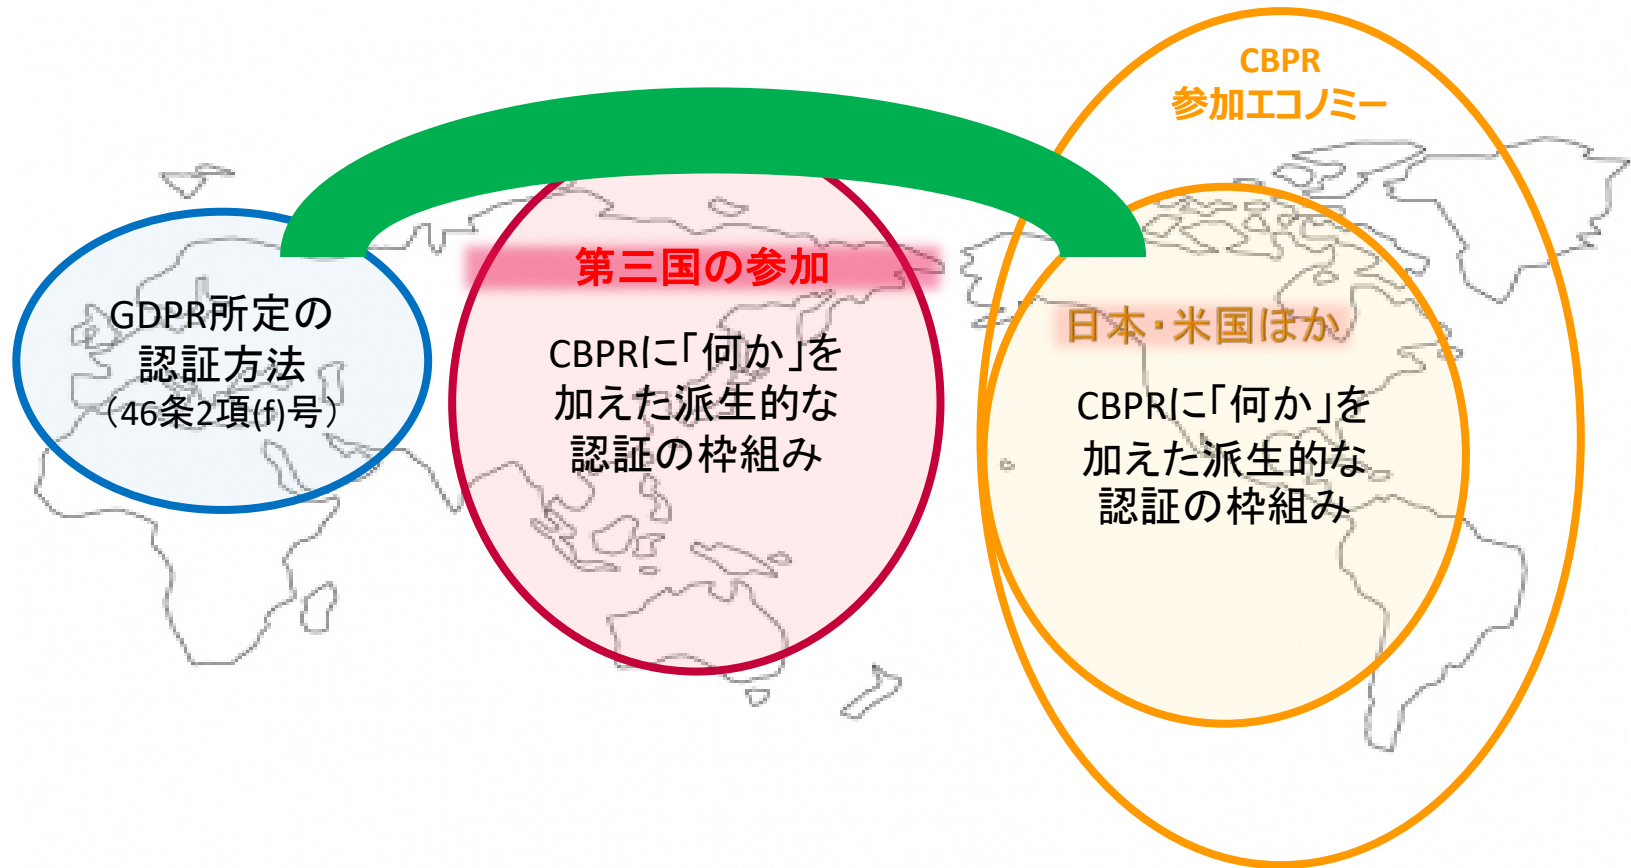 CBPR
参加エコノミー
GDPR所定の
認証方法
（46条2項(f)号）
第三国の参加
CBPRに「何か」を
加えた派生的な
認証の枠組み
日本・米国ほか
CBPRに「何か」を
加えた派生的な
認証の枠組み